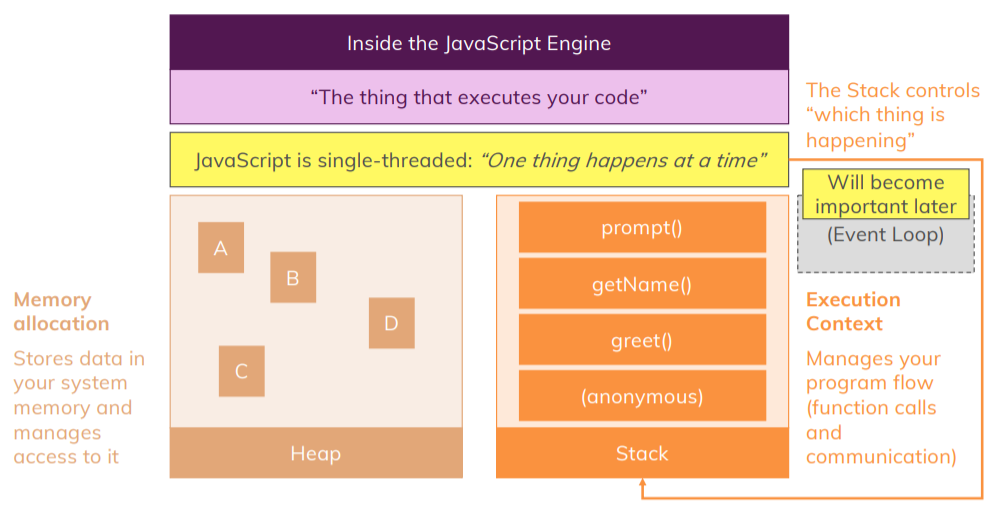 Inside the JavaScript Engine
“The thing that executes your code”
JavaScript is single-threaded: “One thing happens at a time”
The Stack controls
“which thing is
happening”
Will become
important later
(Event Loop)
Memory
allocation
Stores data in
your system
memory and
manages
access to it
A
B
D
C
Heap
prompt()
getName()
greet()
(anonymous)
Stack
Execution
Context
Manages your
program flow
(function calls
and
communication)